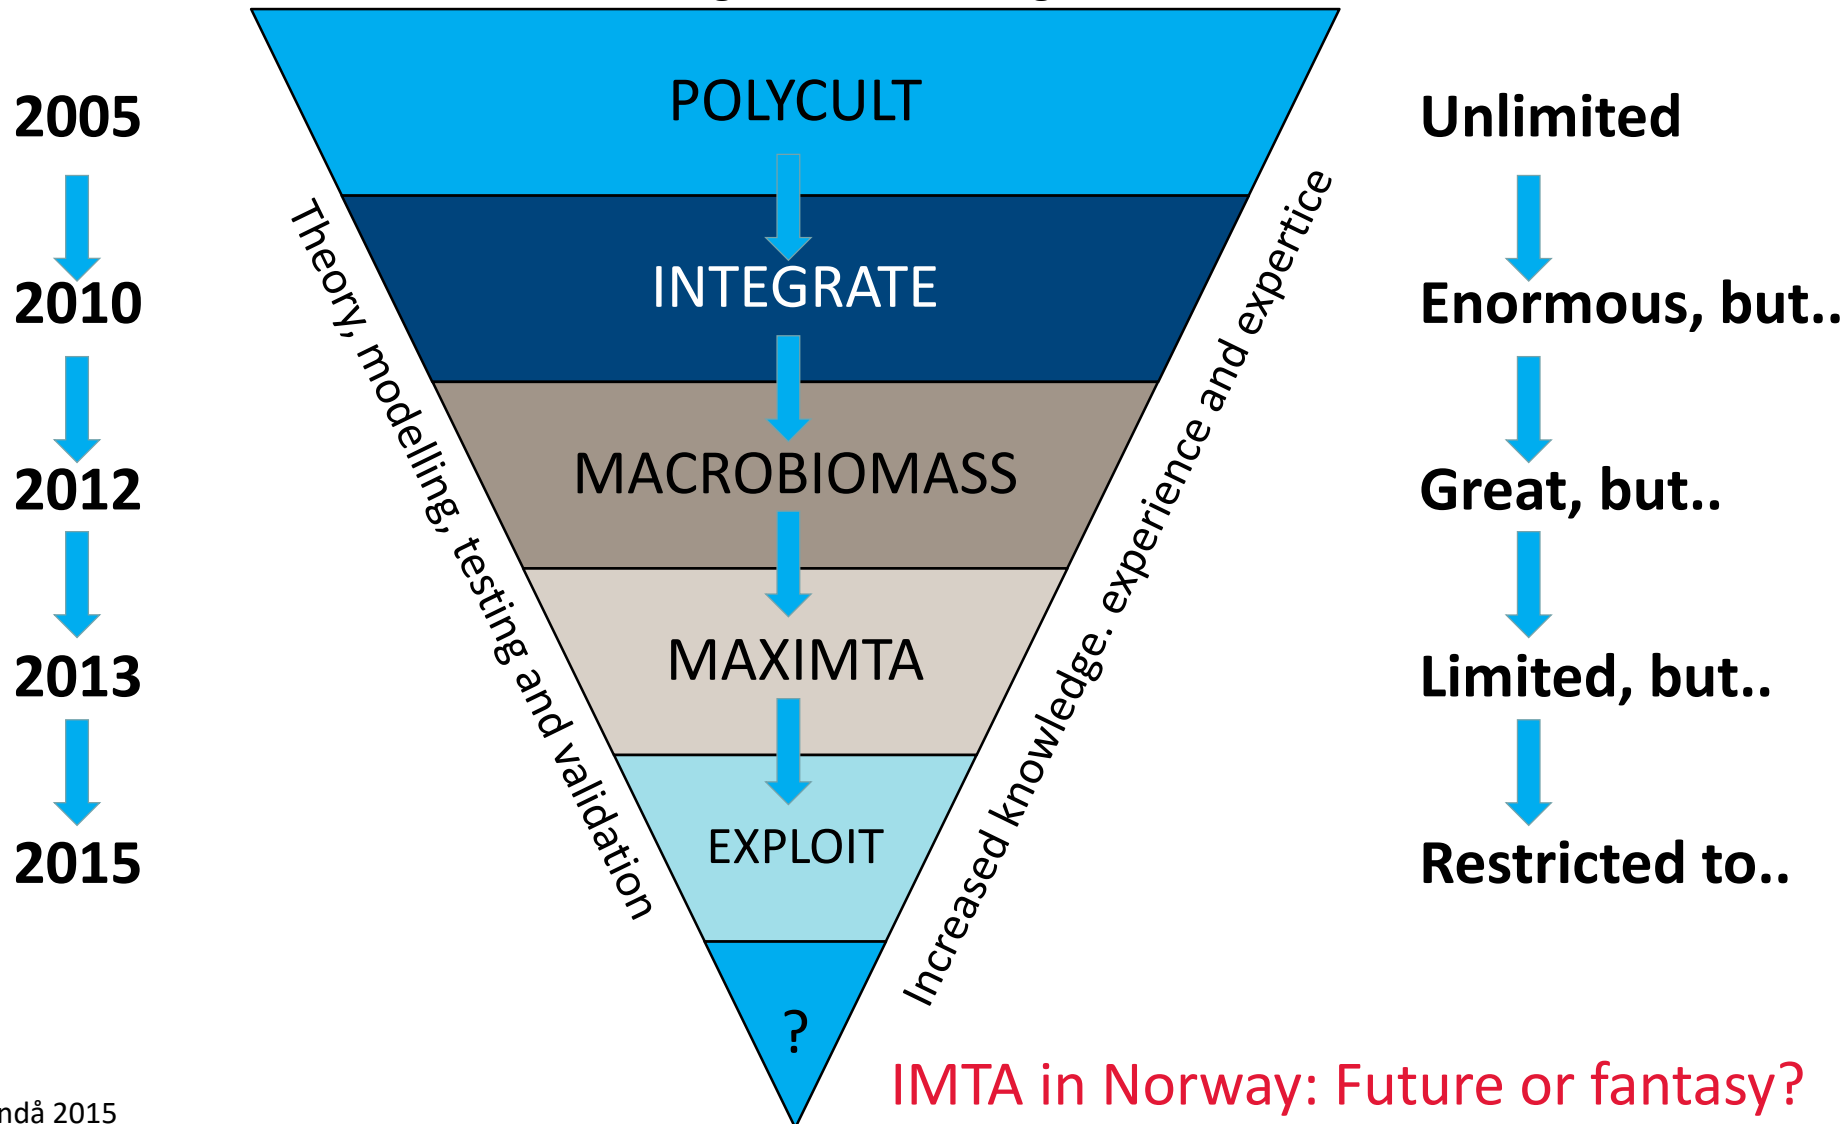 2005
POLYCULT
Unlimited
2010
INTEGRATE
Enormous, but..
2012
MACROBIOMASS
Great, but..
2013
MAXIMTA
Limited, but..
2015
EXPLOIT
Restricted to..
?
Theory, modelling, testing and validation
Increased knowledge. experience and expertice
IMTA in Norway: Future or fantasy?
2015